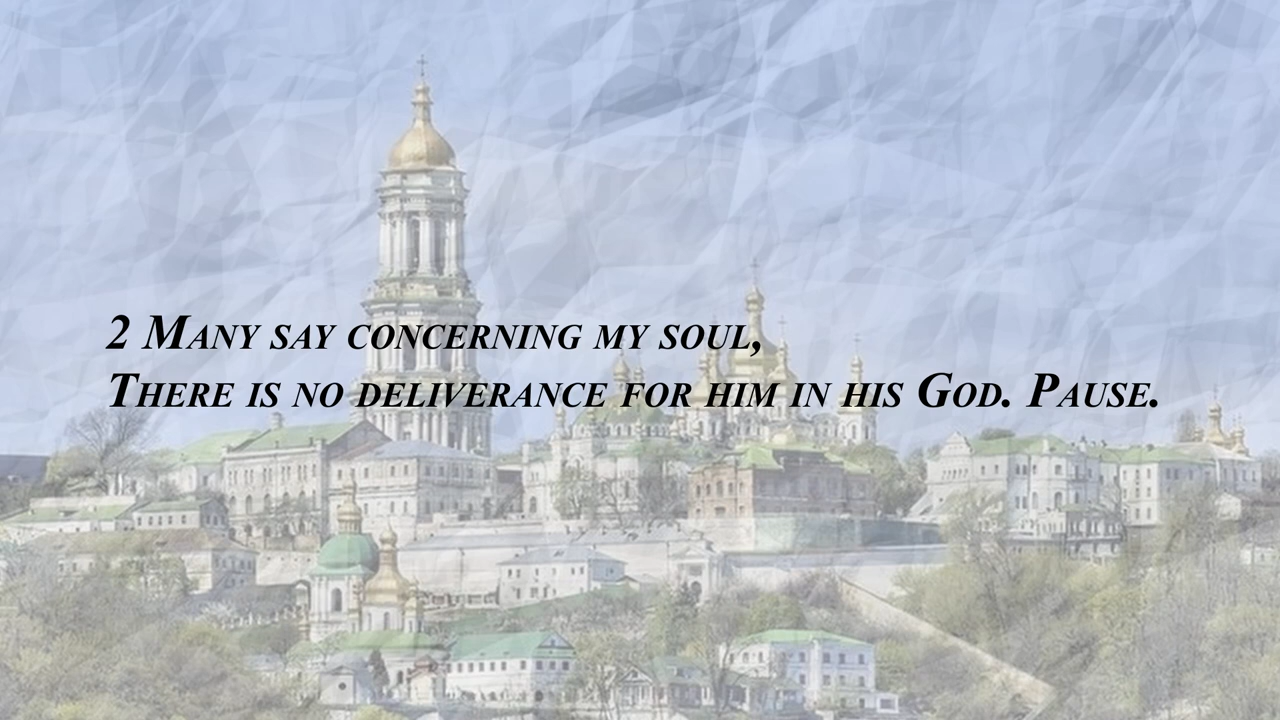 2 Many say concerning my soul,
There is no deliverance for him in his God. Pause.